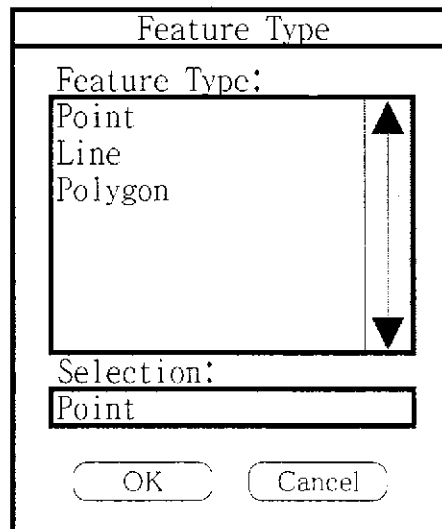 Feature Type
Feature Type:
Point
Line
Polygon
Selection:
Point
OK Cancel